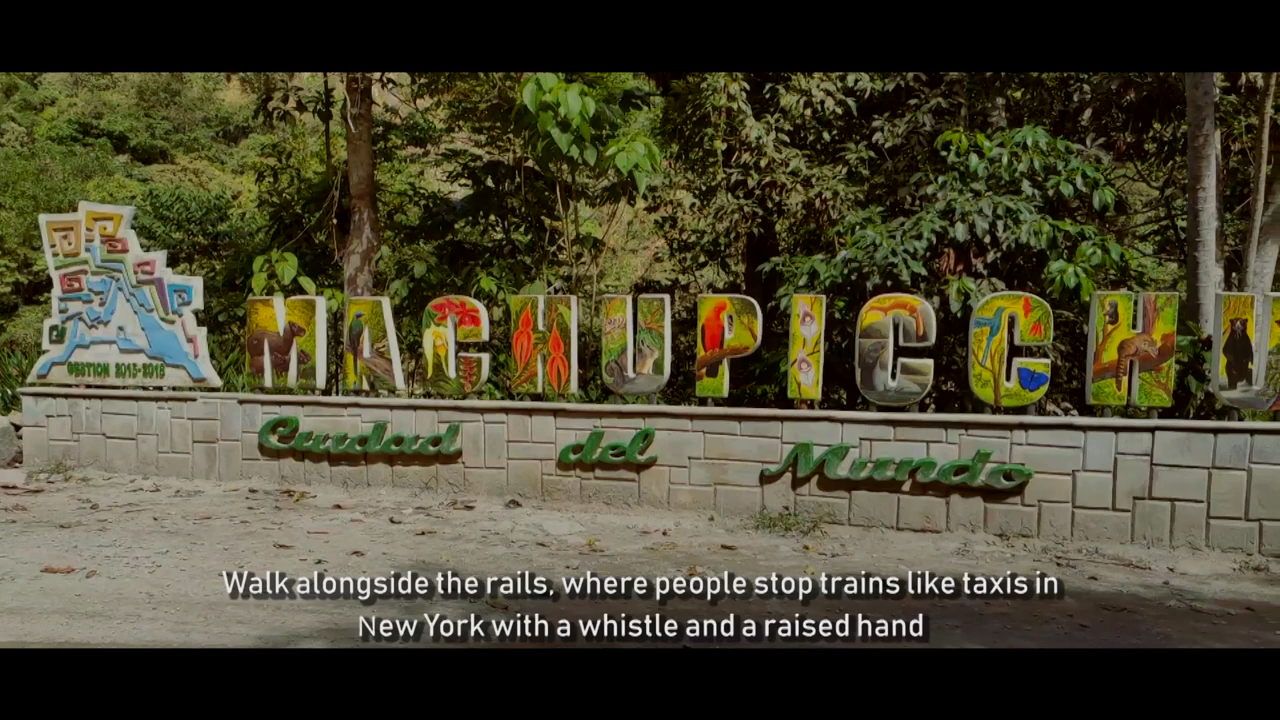 GESTION 2015-2018
MACHUPICCHU
Ciudad del Mundo
Walk alongside the rails, where people stop trains like taxis in
New York with a whistle and a raised hand